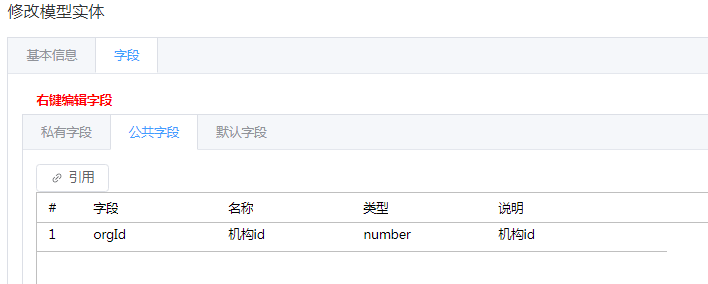 修改模型实体
基本信息 字段
右键编辑字段
私有字段 公共字段 默认字段
引用
# 字段 名称 类型 说明
1 orgId 机构id number 机构id